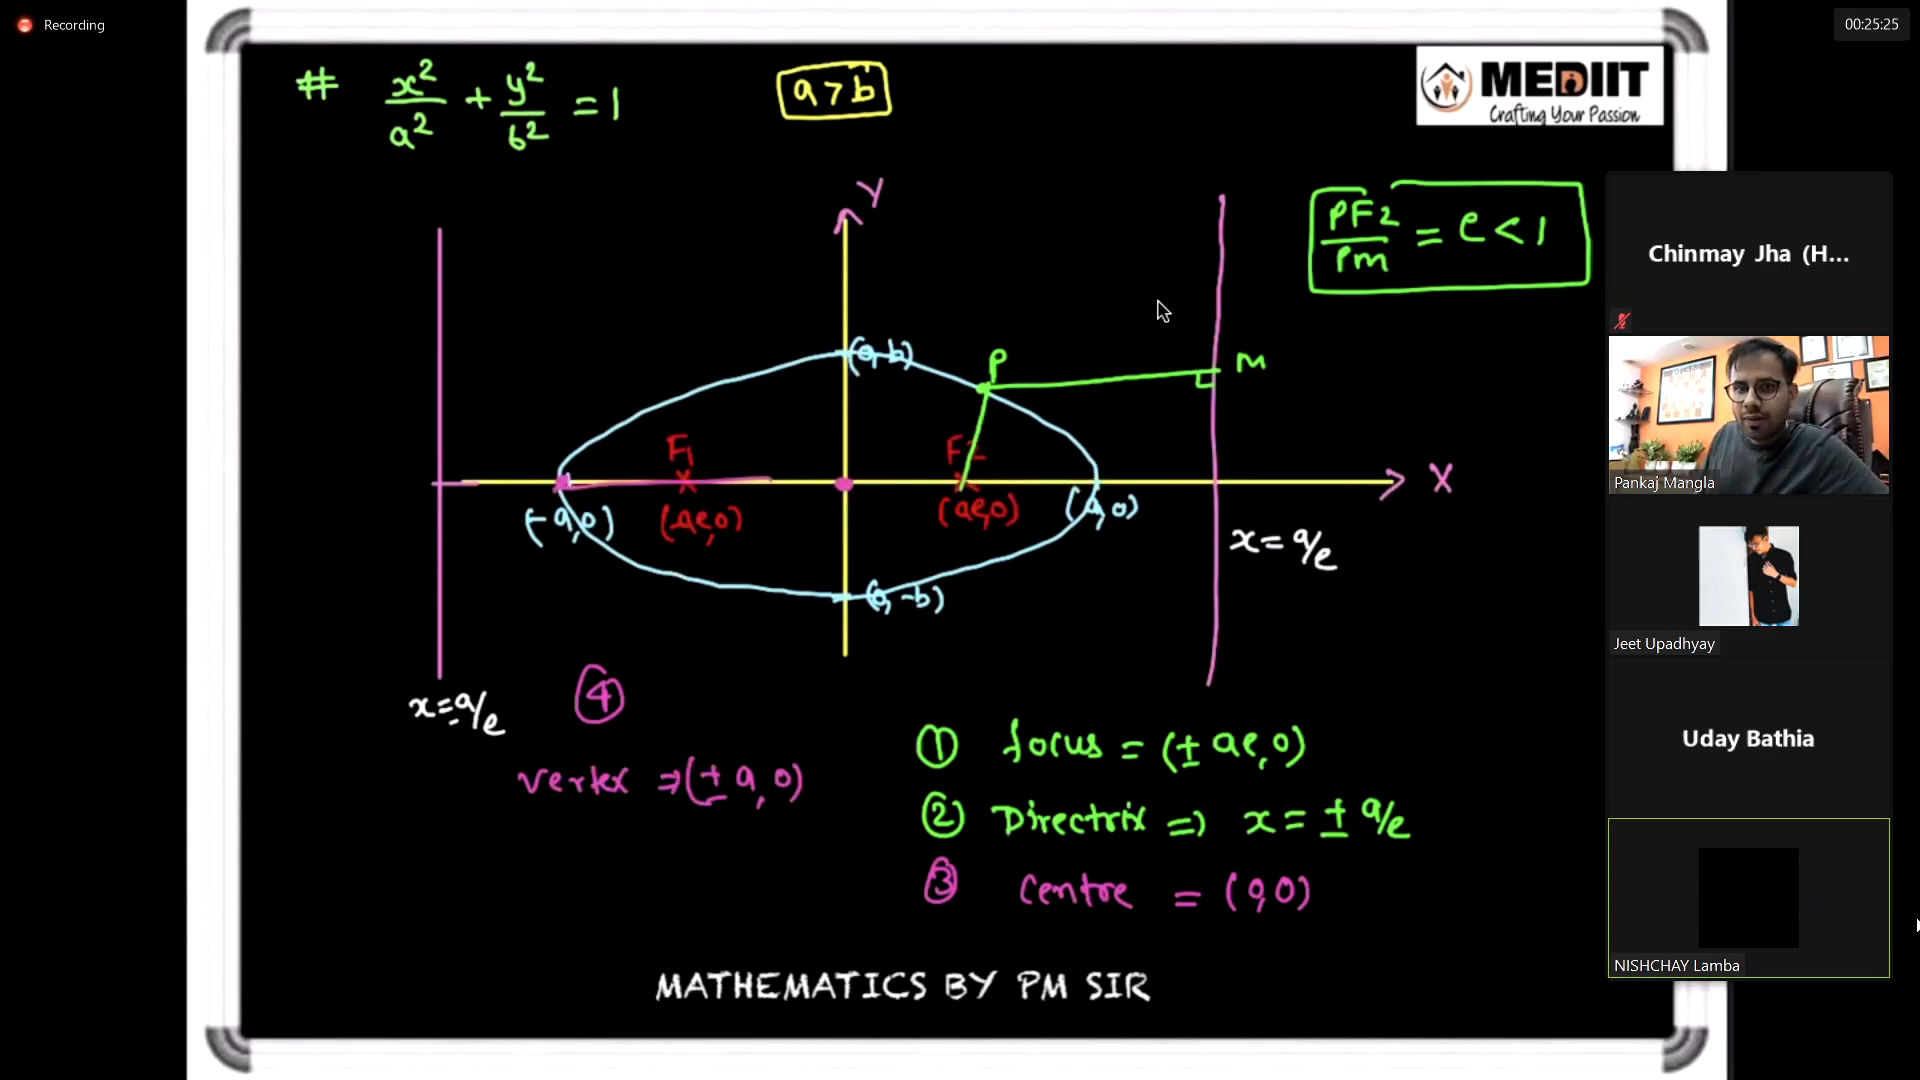 Recording
00:25:25
# x²/a² + y²/b² = 1
a > b
MEDIIT
Crafting Your Passion
Y
PF2/PM = e < 1
Chinmay Jha (H...
(0, b)
P
M
F1
F2
X
Pankaj Mangla
(-a, 0)
(-ae, 0)
(ae, 0)
(a, 0)
x = a/e
(0, -b)
Jeet Upadhyay
x = -a/e
④
vertex ⇒ (± a, 0)
① focus = (± ae, 0)
② Directrix ⇒ x = ± a/e
③ Centre = (0, 0)
Uday Bathia
NISHCHAY Lamba
MATHEMATICS BY PM SIR